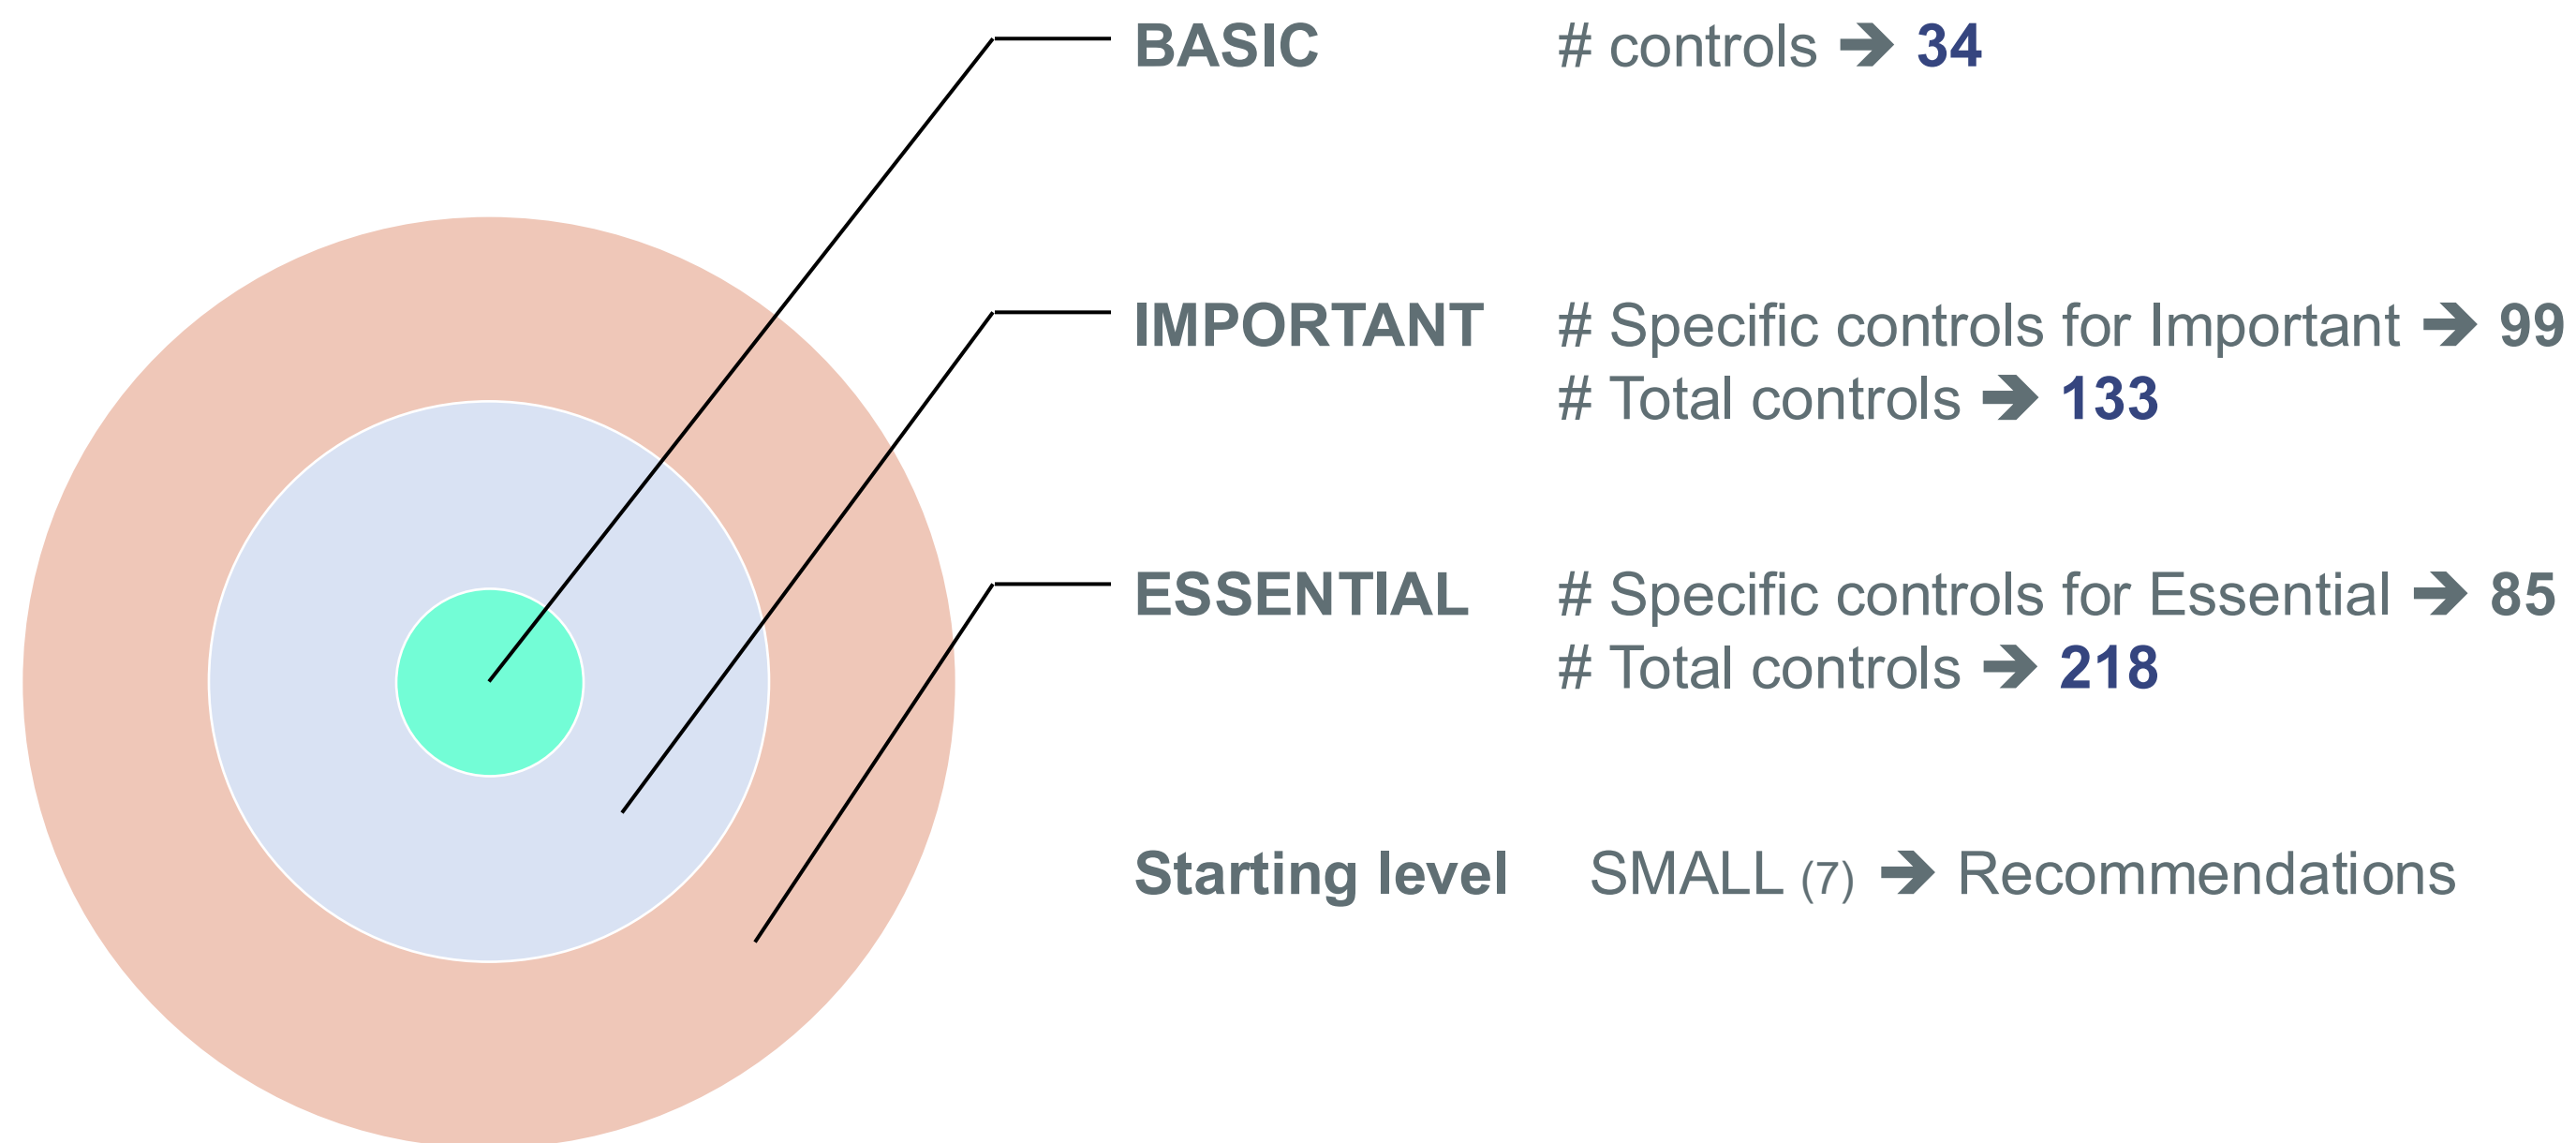 BASIC # controls ➔ 34
IMPORTANT # Specific controls for Important ➔ 99
# Total controls ➔ 133
ESSENTIAL # Specific controls for Essential ➔ 85
# Total controls ➔ 218
Starting level SMALL (7) ➔ Recommendations